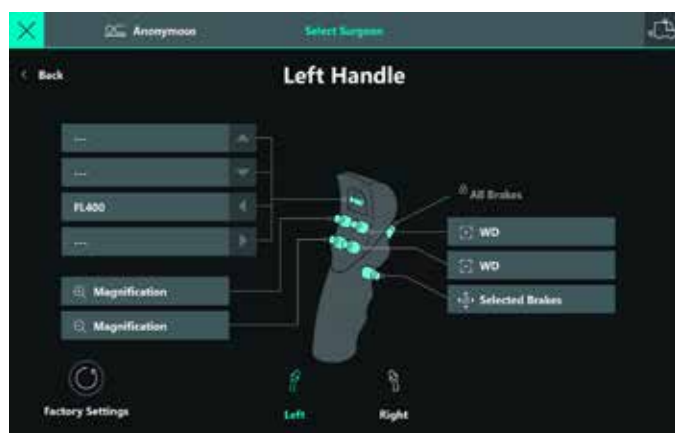 Anonymous
Select Surgeon
Back
Left Handle
---
---
FL400
---
Magnification
Magnification
All Brakes
WD
WD
Selected Brakes
Factory Settings
Left
Right